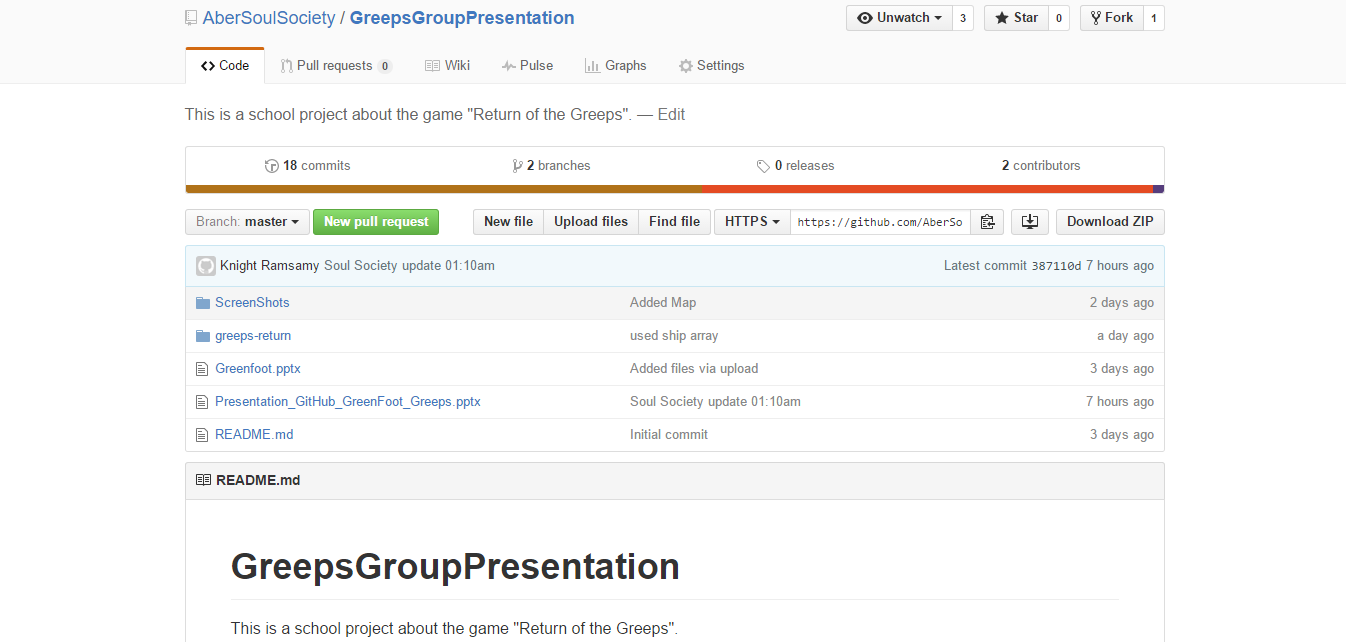 AberSoulSociety / GreepsGroupPresentation
Unwatch 3 Star 0 Fork 1
Code Pull requests 0 Wiki Pulse Graphs Settings
This is a school project about the game "Return of the Greeps". — Edit
18 commits 2 branches 0 releases 2 contributors
Branch: master New pull request New file Upload files Find file HTTPS https://github.com/AberSo Download ZIP
Knight Ramsamy Soul Society update 01:10am Latest commit 387110d 7 hours ago
ScreenShots Added Map 2 days ago
greeps-return used ship array a day ago
Greenfoot.pptx Added files via upload 3 days ago
Presentation_GitHub_GreenFoot_Greeps.pptx Soul Society update 01:10am 7 hours ago
README.md Initial commit 3 days ago
README.md
GreepsGroupPresentation
This is a school project about the game "Return of the Greeps".